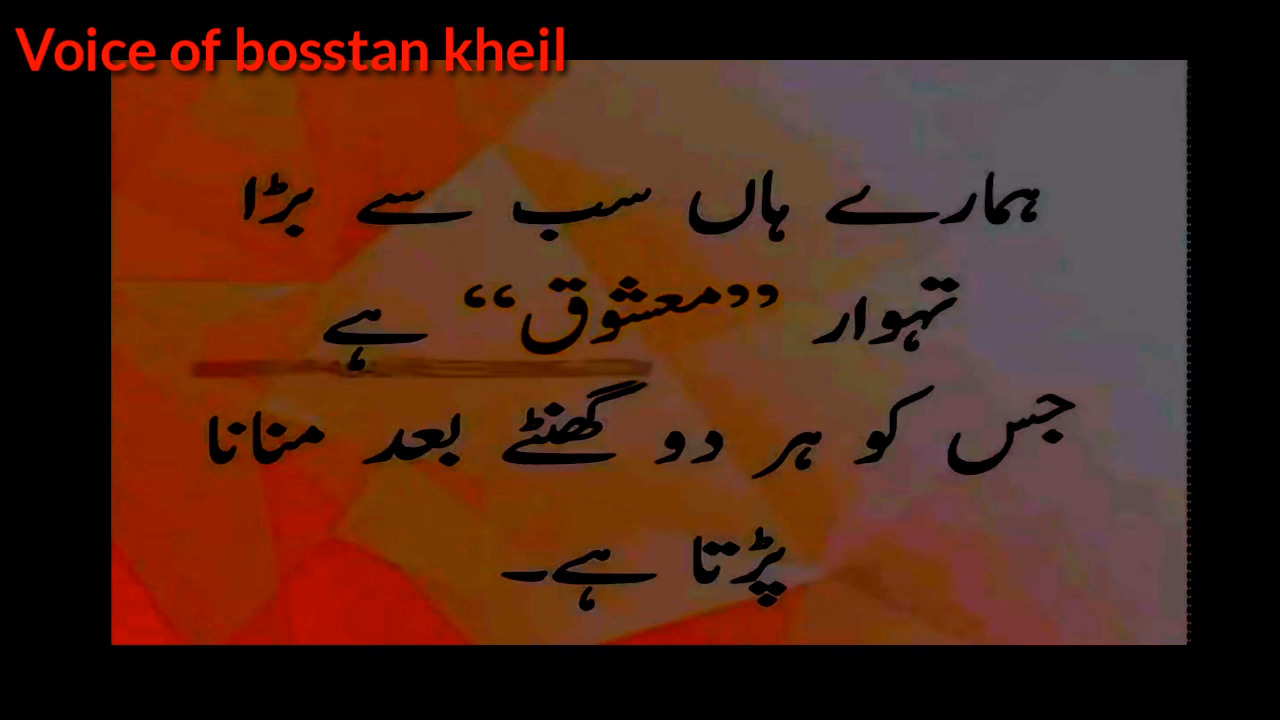 Voice of bosstan kheil
ہمارے ہاں سب سے بڑا
تہوار ”معشوق“ ہے
جس کو ہر دو گھنٹے بعد منانا
پڑتا ہے۔